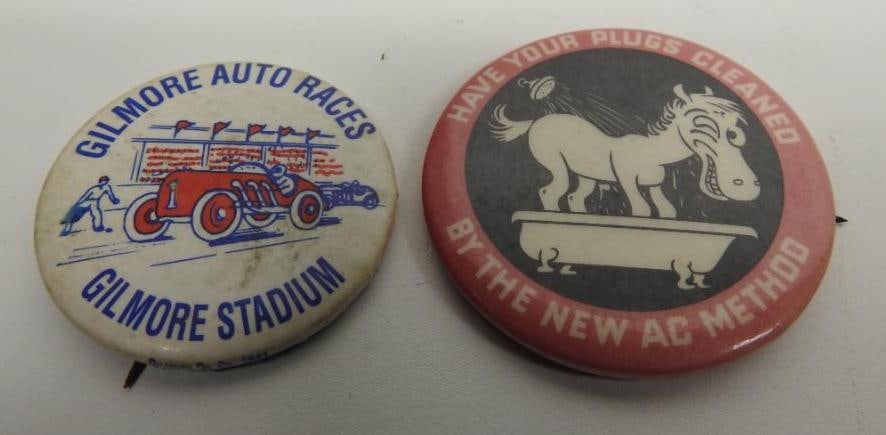 GILMORE AUTO RACES
1
GILMORE STADIUM
HAVE YOUR PLUGS CLEANED
BY THE NEW AC METHOD